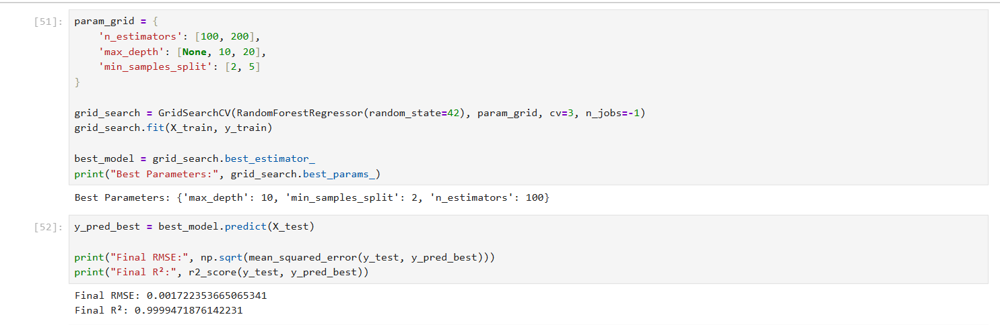 [51]:
param_grid = {
    'n_estimators': [100, 200],
    'max_depth': [None, 10, 20],
    'min_samples_split': [2, 5]
}
grid_search = GridSearchCV(RandomForestRegressor(random_state=42), param_grid, cv=3, n_jobs=-1)
grid_search.fit(X_train, y_train)
best_model = grid_search.best_estimator_
print("Best Parameters:", grid_search.best_params_)
Best Parameters: {'max_depth': 10, 'min_samples_split': 2, 'n_estimators': 100}
[52]:
y_pred_best = best_model.predict(X_test)
print("Final RMSE:", np.sqrt(mean_squared_error(y_test, y_pred_best)))
print("Final R²:", r2_score(y_test, y_pred_best))
Final RMSE: 0.001722353665065341
Final R²: 0.9999471876142231